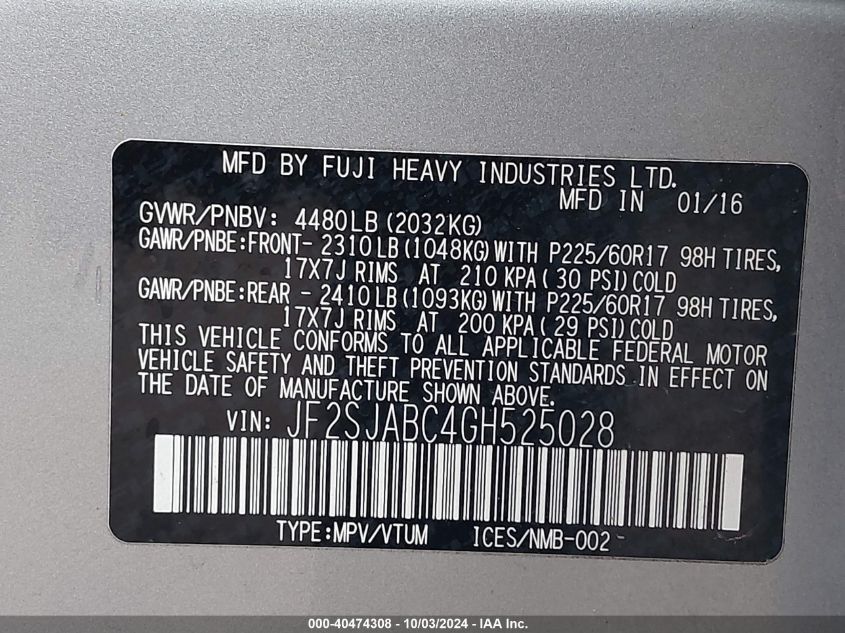 MFD BY FUJI HEAVY INDUSTRIES LTD.
MFD IN 01/16
GVWR/PNBV: 4480LB (2032KG)
GAWR/PNBE:FRONT- 2310LB (1048KG) WITH P225/60R17 98H TIRES,
17X7J RIMS AT 210 KPA ( 30 PSI) COLD
GAWR/PNBE:REAR - 2410LB (1093KG) WITH P225/60R17 98H TIRES,
17X7J RIMS AT 200 KPA ( 29 PSI) COLD
THIS VEHICLE CONFORMS TO ALL APPLICABLE FEDERAL MOTOR
VEHICLE SAFETY AND THEFT PREVENTION STANDARDS IN EFFECT ON
THE DATE OF MANUFACTURE SHOWN ABOVE.
VIN: JF2SJABC4GH525028
TYPE:MPV/VTUM ICES/NMB-002
000-40474308 - 10/03/2024 - IAA Inc.